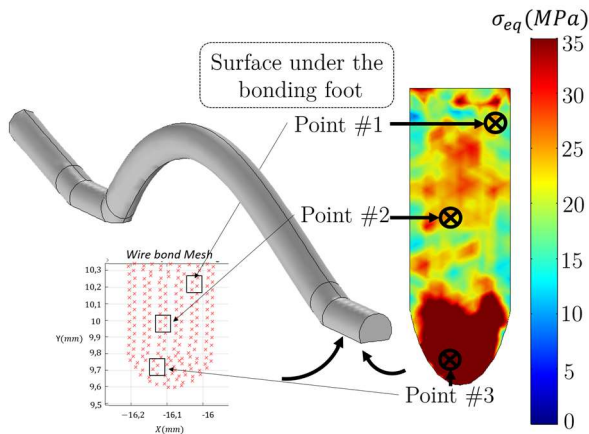 σeq(MPa)
Surface under the
bonding foot
Point #1
Point #2
Point #3
35
30
25
20
15
10
5
0
Wire bond Mesh
10,3
10,2
10,1
10
9,9
9,8
9,7
9,6
9,5
Y(mm)
−16,2 −16,1 −16
X(mm)